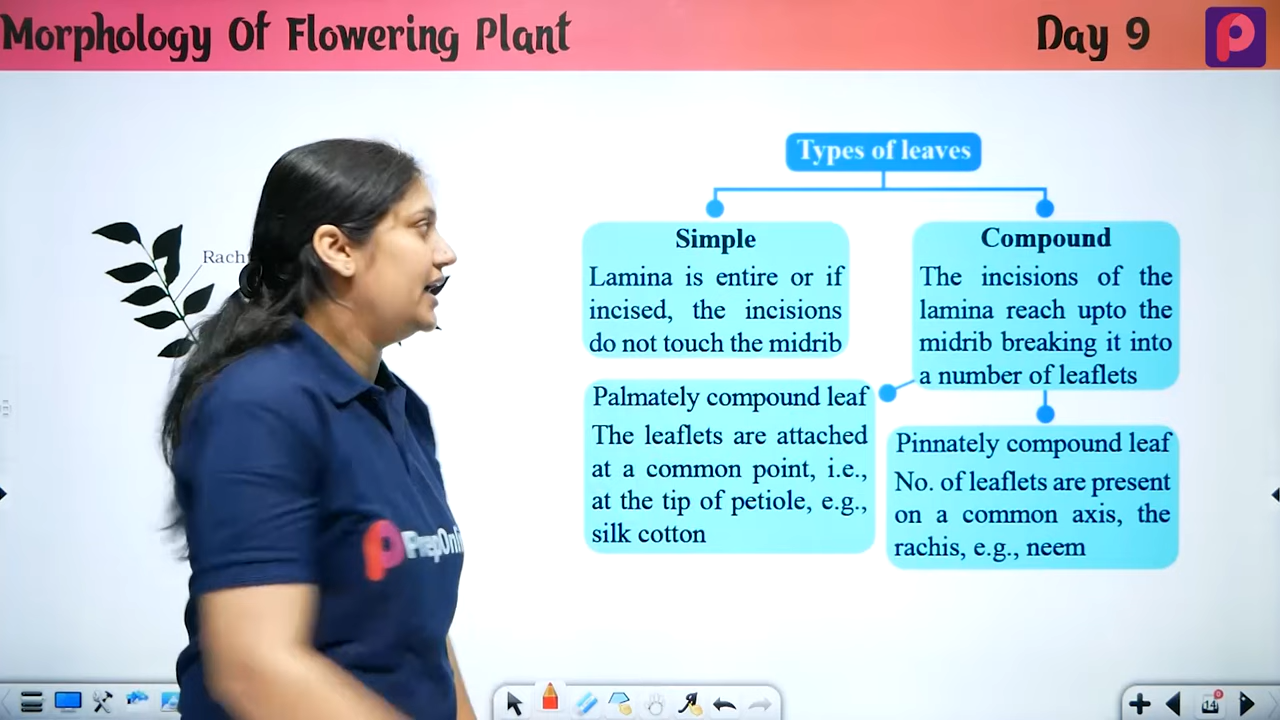 Morphology Of Flowering Plant
Day 9
Types of leaves
Simple
Lamina is entire or if
incised, the incisions
do not touch the midrib
Compound
The incisions of the
lamina reach upto the
midrib breaking it into
a number of leaflets
Palmately compound leaf
The leaflets are attached
at a common point, i.e.,
at the tip of petiole, e.g.,
silk cotton
Pinnately compound leaf
No. of leaflets are present
on a common axis, the
rachis, e.g., neem
14